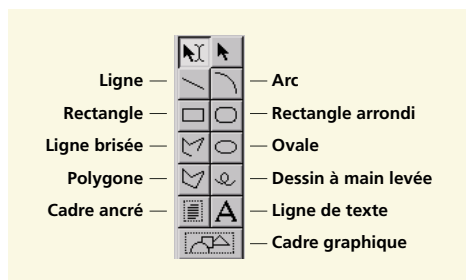 Ligne
Arc
Rectangle
Rectangle arrondi
Ligne brisée
Ovale
Polygone
Dessin à main levée
Cadre ancré
A
Ligne de texte
Cadre graphique